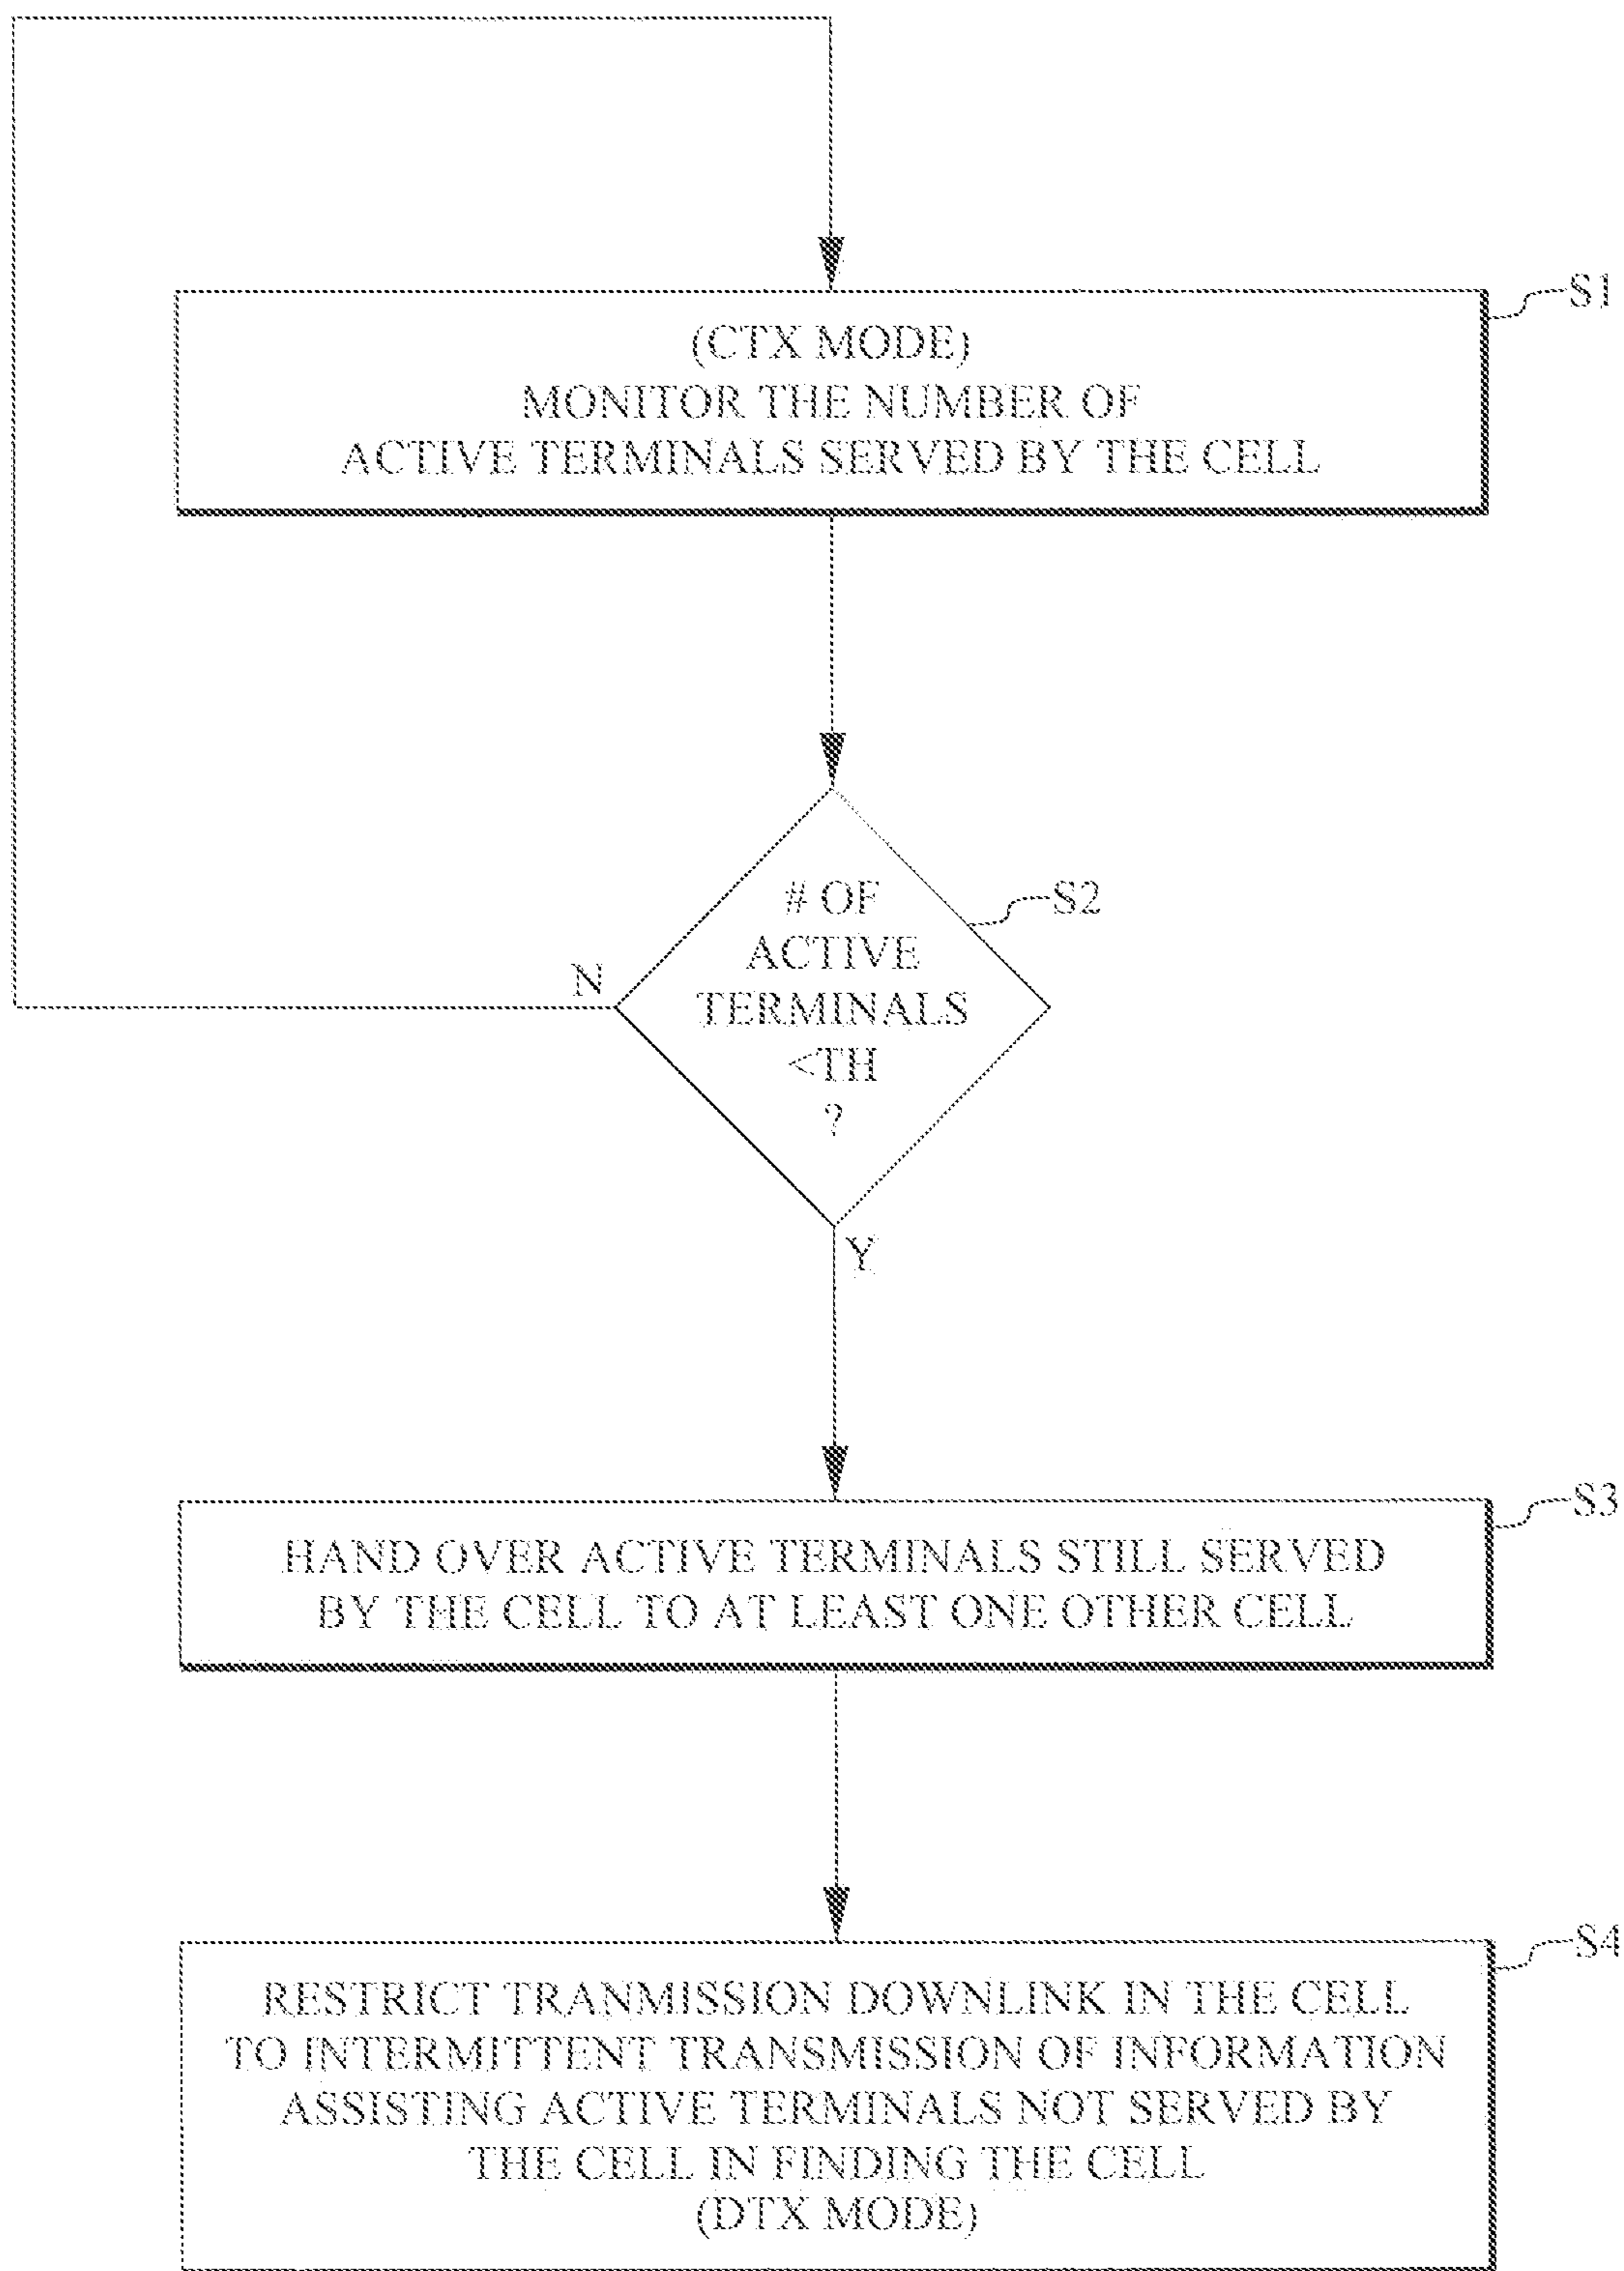 S1
(CTX MODE)
MONITOR THE NUMBER OF
ACTIVE TERMINALS SERVED BY THE CELL
# OF
ACTIVE
TERMINALS
<TH
?
S2
N
Y
S3
HAND OVER ACTIVE TERMINALS STILL SERVED
BY THE CELL TO AT LEAST ONE OTHER CELL
S4
RESTRICT TRANMISSION DOWNLINK IN THE CELL
TO INTERMITTENT TRANSMISSION OF INFORMATION
ASSISTING ACTIVE TERMINALS NOT SERVED BY
THE CELL IN FINDING THE CELL
(DTX MODE)